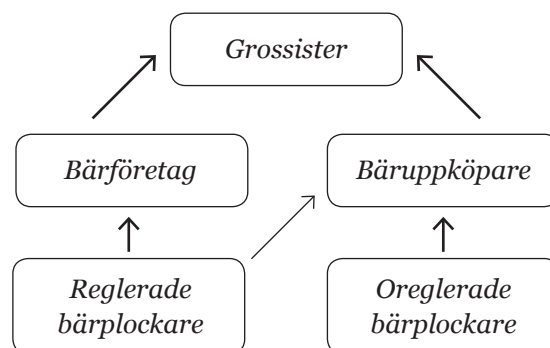 Grossister
Bärföretag
Bäruppköpare
Reglerade
bärplockare
Oreglerade
bärplockare